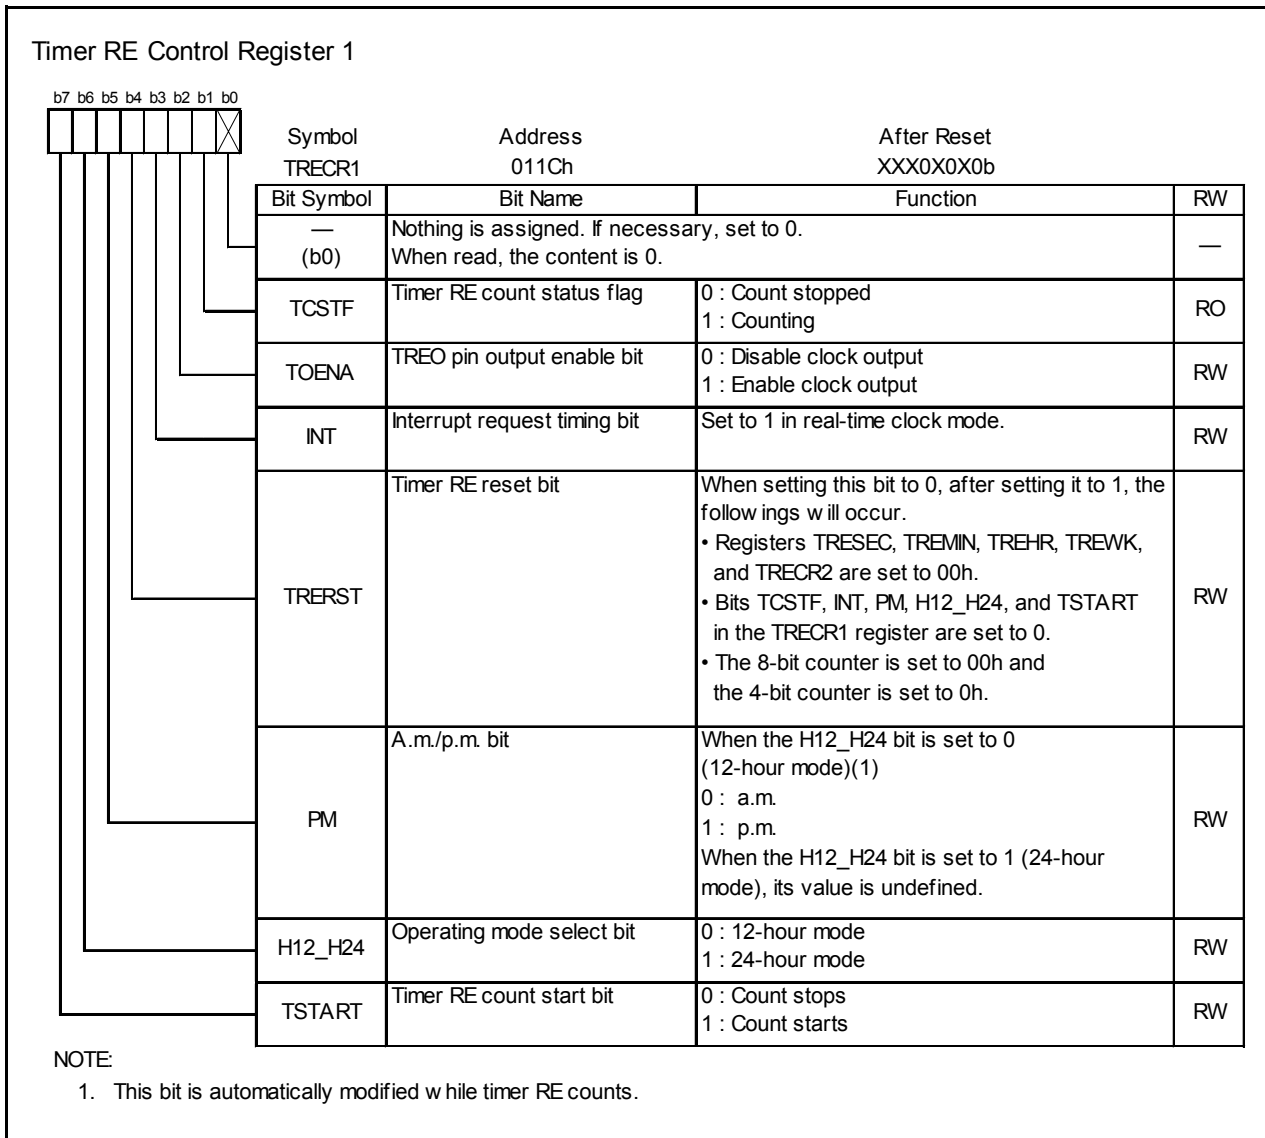 Timer RE Control Register 1
b7 b6 b5 b4 b3 b2 b1 b0
Symbol Address After Reset
TRECR1 011Ch XXX0X0X0b
Bit Symbol Bit Name Function RW
— (b0) Nothing is assigned. If necessary, set to 0.
When read, the content is 0. —
TCSTF Timer RE count status flag 0 : Count stopped
1 : Counting RO
TOENA TREO pin output enable bit 0 : Disable clock output
1 : Enable clock output RW
INT Interrupt request timing bit Set to 1 in real-time clock mode. RW
TRERST Timer RE reset bit When setting this bit to 0, after setting it to 1, the
followings will occur.
• Registers TRESEC, TREMIN, TREHR, TREWK,
and TRECR2 are set to 00h.
• Bits TCSTF, INT, PM, H12_H24, and TSTART
in the TRECR1 register are set to 0.
• The 8-bit counter is set to 00h and
the 4-bit counter is set to 0h. RW
PM A.m./p.m. bit When the H12_H24 bit is set to 0
(12-hour mode)(1)
0 : a.m.
1 : p.m.
When the H12_H24 bit is set to 1 (24-hour
mode), its value is undefined. RW
H12_H24 Operating mode select bit 0 : 12-hour mode
1 : 24-hour mode RW
TSTART Timer RE count start bit 0 : Count stops
1 : Count starts RW
NOTE:
1. This bit is automatically modified while timer RE counts.